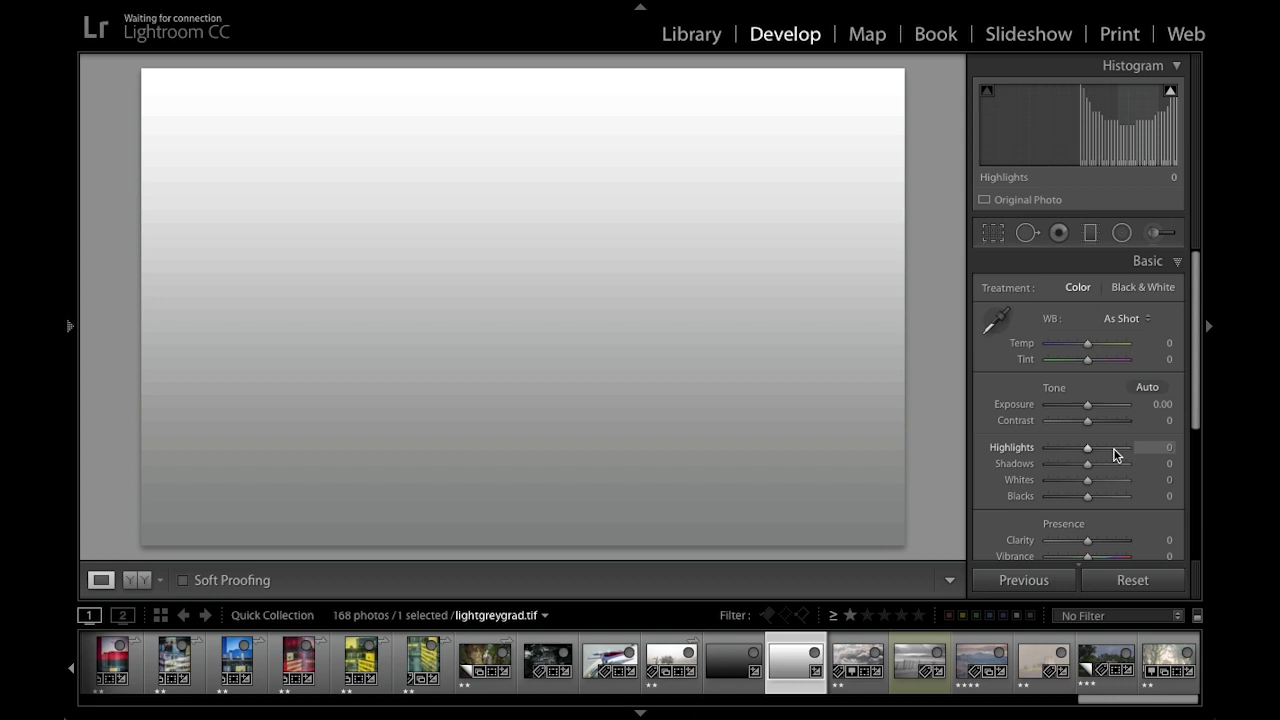 Lr
Waiting for connection
Lightroom CC
Library | Develop | Map | Book | Slideshow | Print | Web
Histogram
Highlights 0
Original Photo
Basic
Treatment : Color Black & White
WB : As Shot
Temp 0
Tint 0
Tone Auto
Exposure 0.00
Contrast 0
Highlights 0
Shadows 0
Whites 0
Blacks 0
Presence
Clarity 0
Vibrance 0
Y Y Soft Proofing
Previous Reset
1 2 Quick Collection 168 photos / 1 selected / lightgreygrad.tif Filter : ≥ No Filter